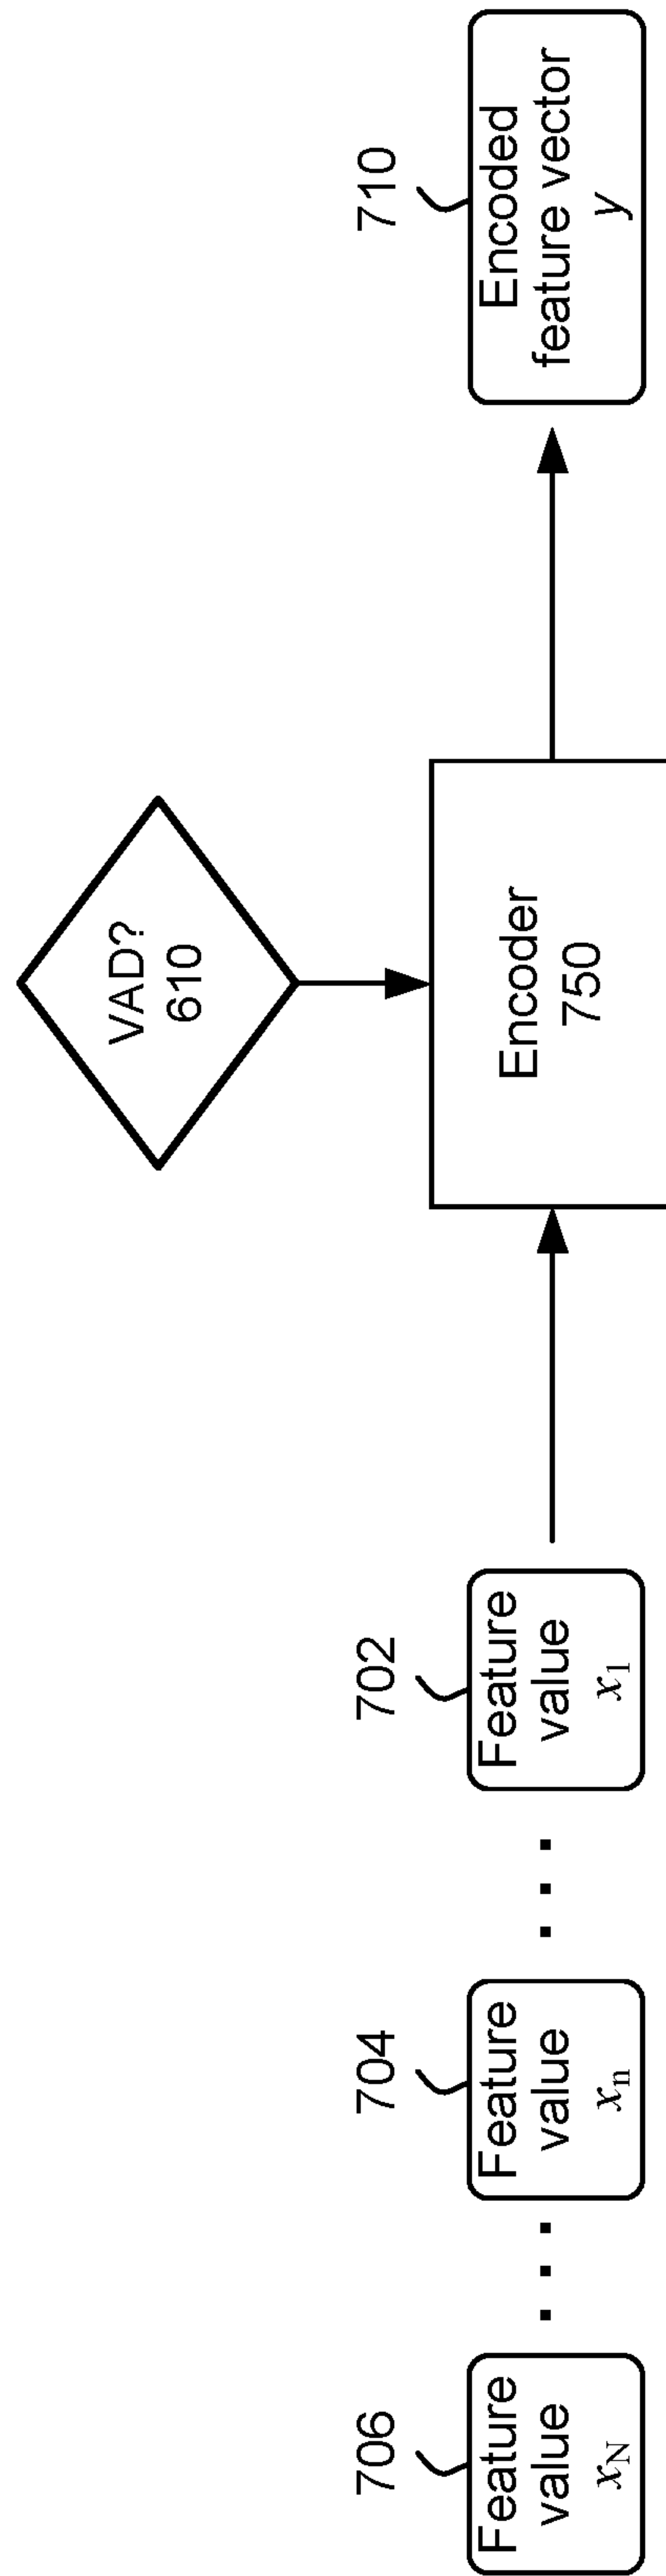 VAD?
610
706
Feature
value
xN
704
Feature
value
xn
702
Feature
value
x1
Encoder
750
710
Encoded
feature vector
y